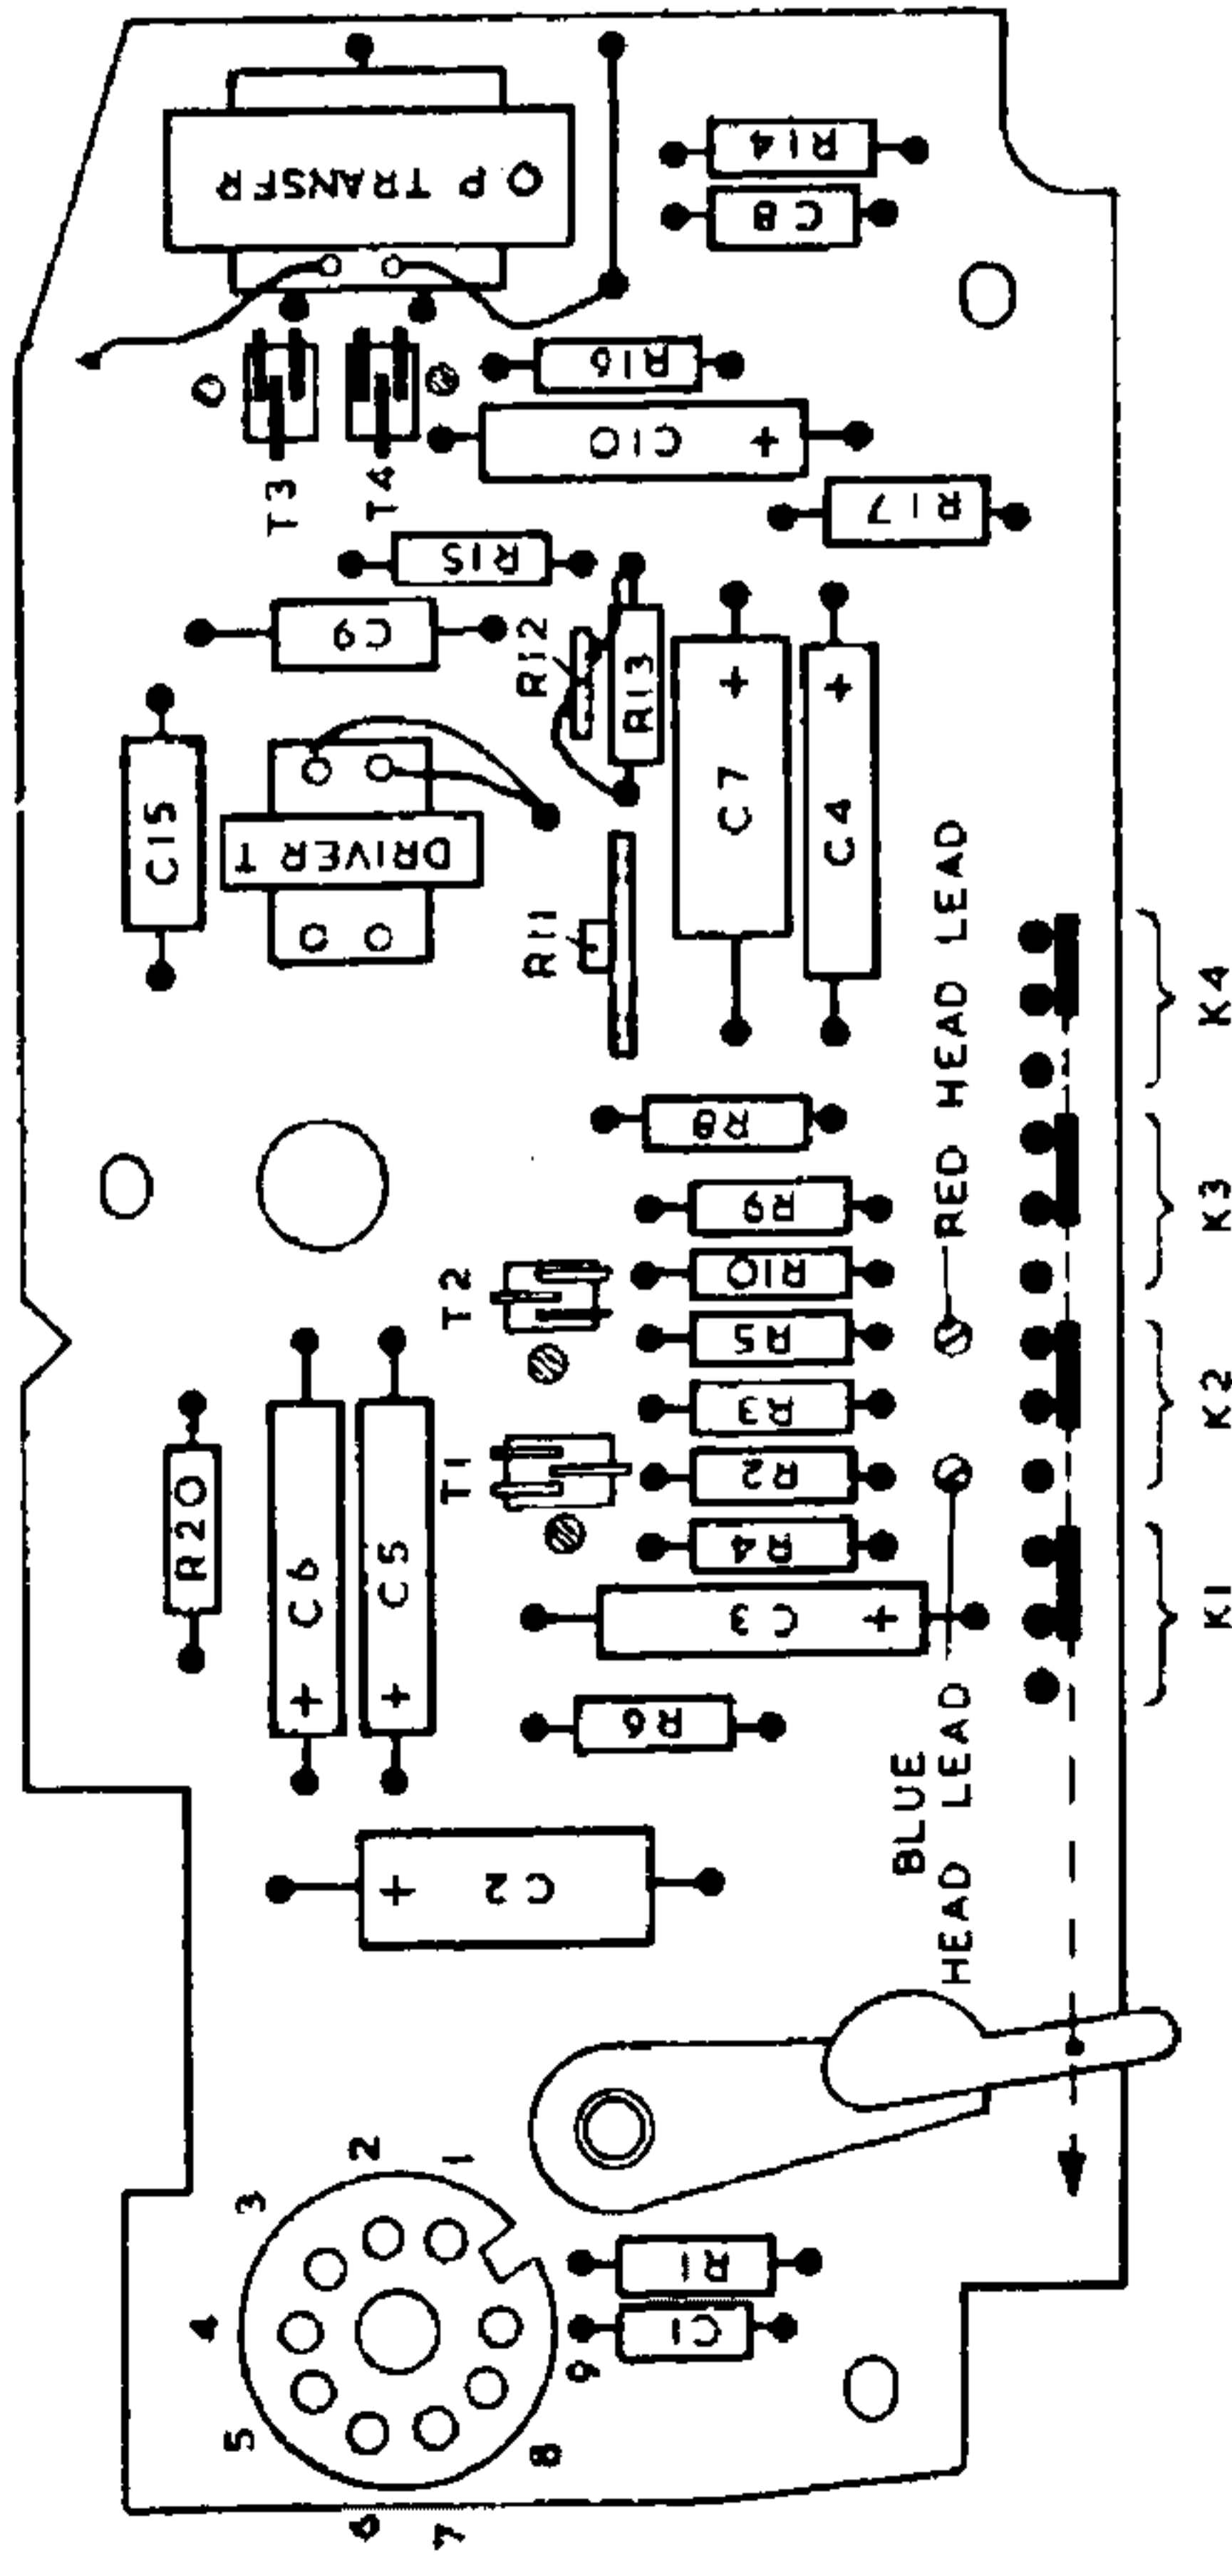 O P TRANSFR
R14
C8
R16
C10
+
T3
T4
R17
R15
C9
R12
R13
C7
+
C4
+
C15
DRIVER T
R11
RED HEAD LEAD
K4
R8
R9
K3
R10
T2
R5
R3
K2
R2
T1
R4
R20
C6
+
C5
+
C3
+
K1
R6
BLUE
HEAD LEAD
C2
+
1
2
3
4
5
6
7
8
9
R1
C1